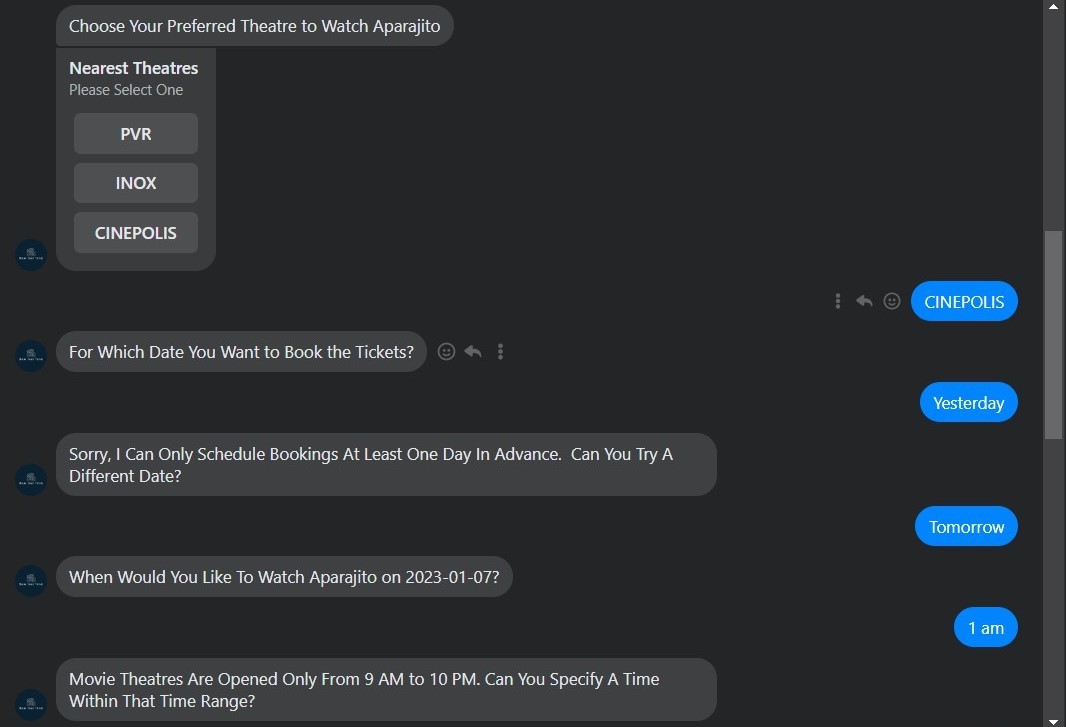 Choose Your Preferred Theatre to Watch Aparajito
Nearest Theatres
Please Select One
PVR
INOX
CINEPOLIS
CINEPOLIS
For Which Date You Want to Book the Tickets?
Yesterday
Sorry, I Can Only Schedule Bookings At Least One Day In Advance.  Can You Try A
Different Date?
Tomorrow
When Would You Like To Watch Aparajito on 2023-01-07?
1 am
Movie Theatres Are Opened Only From 9 AM to 10 PM. Can You Specify A Time
Within That Time Range?